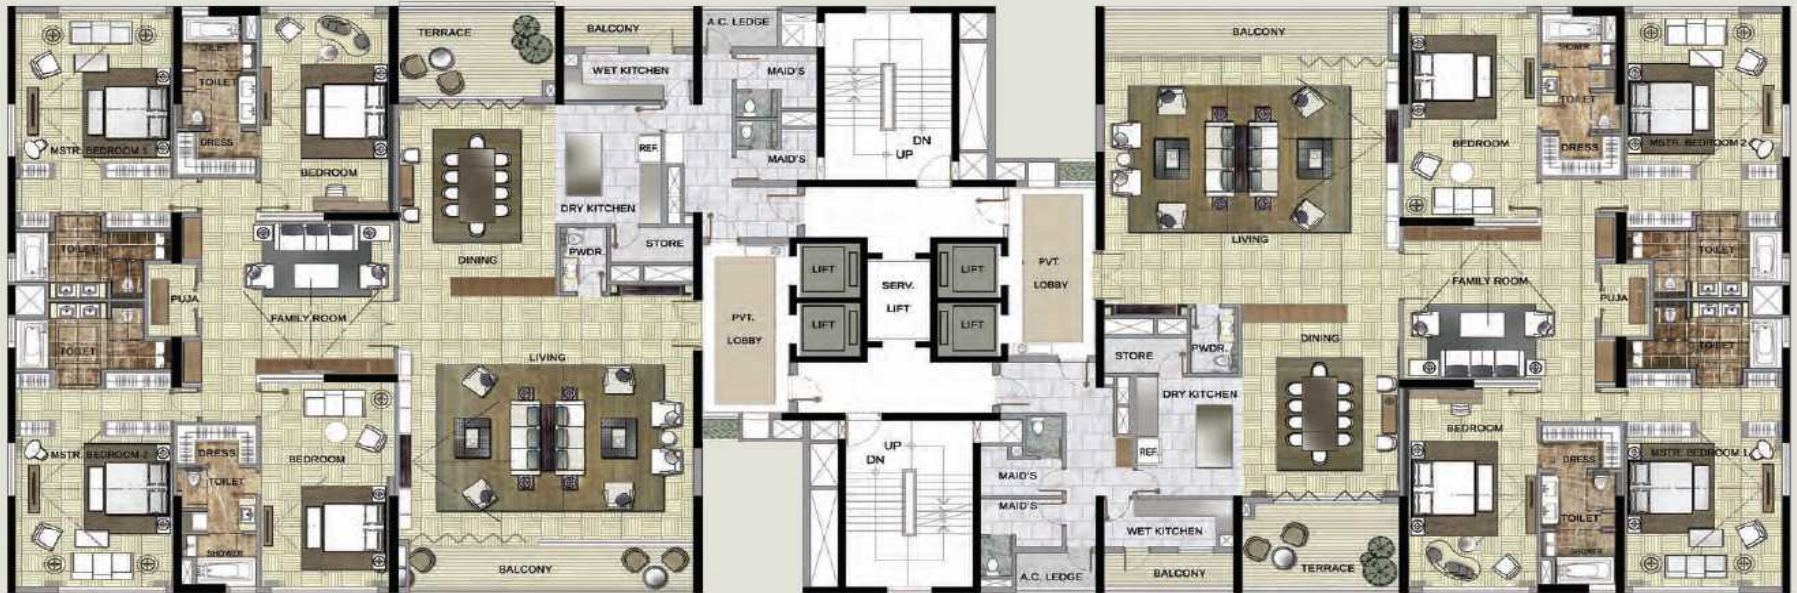 TERRACE
BALCONY
A.C. LEDGE
BALCONY
TOILET
WET KITCHEN
MAID'S
TOILET
SHOWER
TOILET
DRESS
DN
UP
MSTR. BEDROOM 1
REF.
MAID'S
BEDROOM
DRESS
MSTR. BEDROOM 2
BEDROOM
DRY KITCHEN
TOILET
PWDR.
STORE
LIVING
TOILET
DINING
LIFT
SERV.
LIFT
LIFT
PVT.
LOBBY
FAMILY ROOM
PUJA
PUJA
FAMILY ROOM
PVT.
LOBBY
LIFT
LIFT
DINING
TOILET
LIVING
STORE
PWDR.
TOILET
DRY KITCHEN
BEDROOM
MSTR. BEDROOM 2
DRESS
BEDROOM
UP
DN
REF.
DRESS
MSTR. BEDROOM 1
TOILET
MAID'S
MAID'S
TOILET
WET KITCHEN
SHOWER
SHOWER
BALCONY
A.C. LEDGE
BALCONY
TERRACE